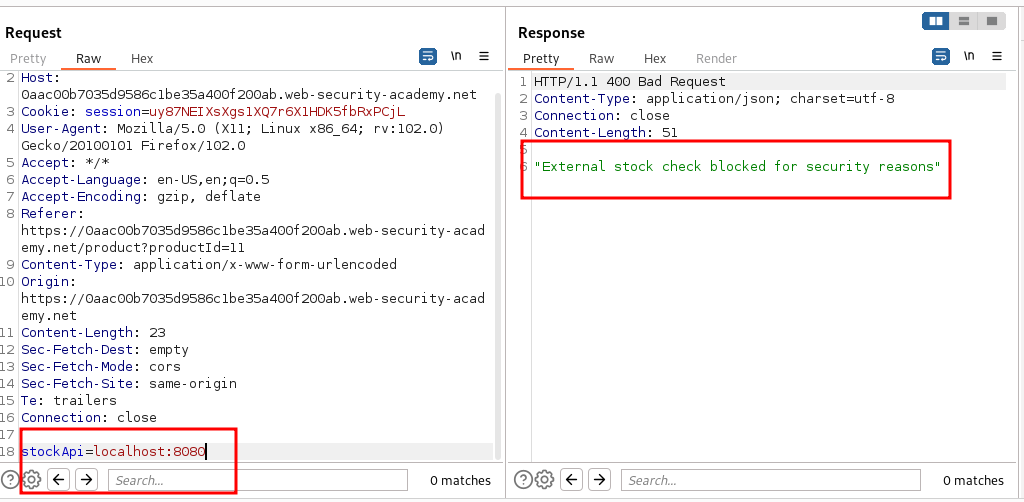 Request
Pretty Raw Hex
\n
2 Host:
0aac00b7035d9586c1be35a400f200ab.web-security-academy.net
3 Cookie: session=uy87NEIXsXgs1XQ7r6X1HDK5fbRxPCjL
4 User-Agent: Mozilla/5.0 (X11; Linux x86_64; rv:102.0)
Gecko/20100101 Firefox/102.0
5 Accept: */*
6 Accept-Language: en-US,en;q=0.5
7 Accept-Encoding: gzip, deflate
8 Referer:
https://0aac00b7035d9586c1be35a400f200ab.web-security-acad
emy.net/product?productId=11
9 Content-Type: application/x-www-form-urlencoded
10 Origin:
https://0aac00b7035d9586c1be35a400f200ab.web-security-acad
emy.net
11 Content-Length: 23
12 Sec-Fetch-Dest: empty
13 Sec-Fetch-Mode: cors
14 Sec-Fetch-Site: same-origin
15 Te: trailers
16 Connection: close
17
18 stockApi=localhost:8080
Search...
0 matches
Response
Pretty Raw Hex Render
\n
1 HTTP/1.1 400 Bad Request
2 Content-Type: application/json; charset=utf-8
3 Connection: close
4 Content-Length: 51
5
6 "External stock check blocked for security reasons"
Search...
0 matches